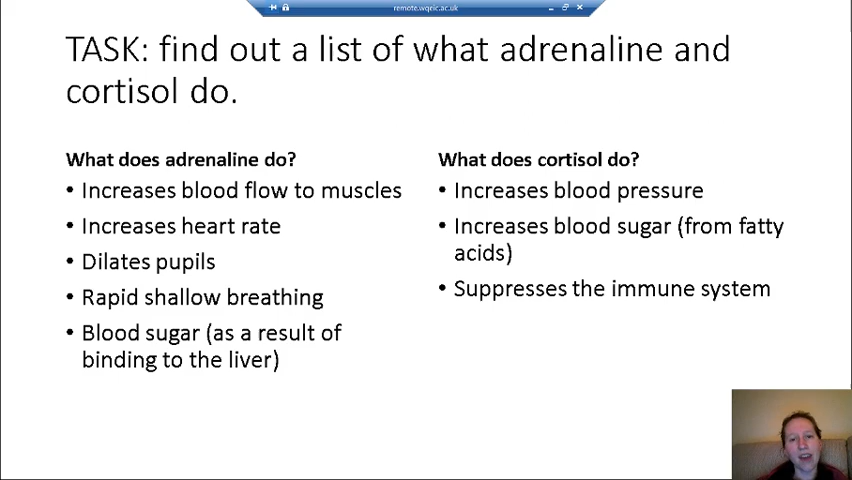 remote.wqeic.ac.uk
TASK: find out a list of what adrenaline and
cortisol do.
What does adrenaline do?
• Increases blood flow to muscles
• Increases heart rate
• Dilates pupils
• Rapid shallow breathing
• Blood sugar (as a result of
binding to the liver)
What does cortisol do?
• Increases blood pressure
• Increases blood sugar (from fatty
acids)
• Suppresses the immune system